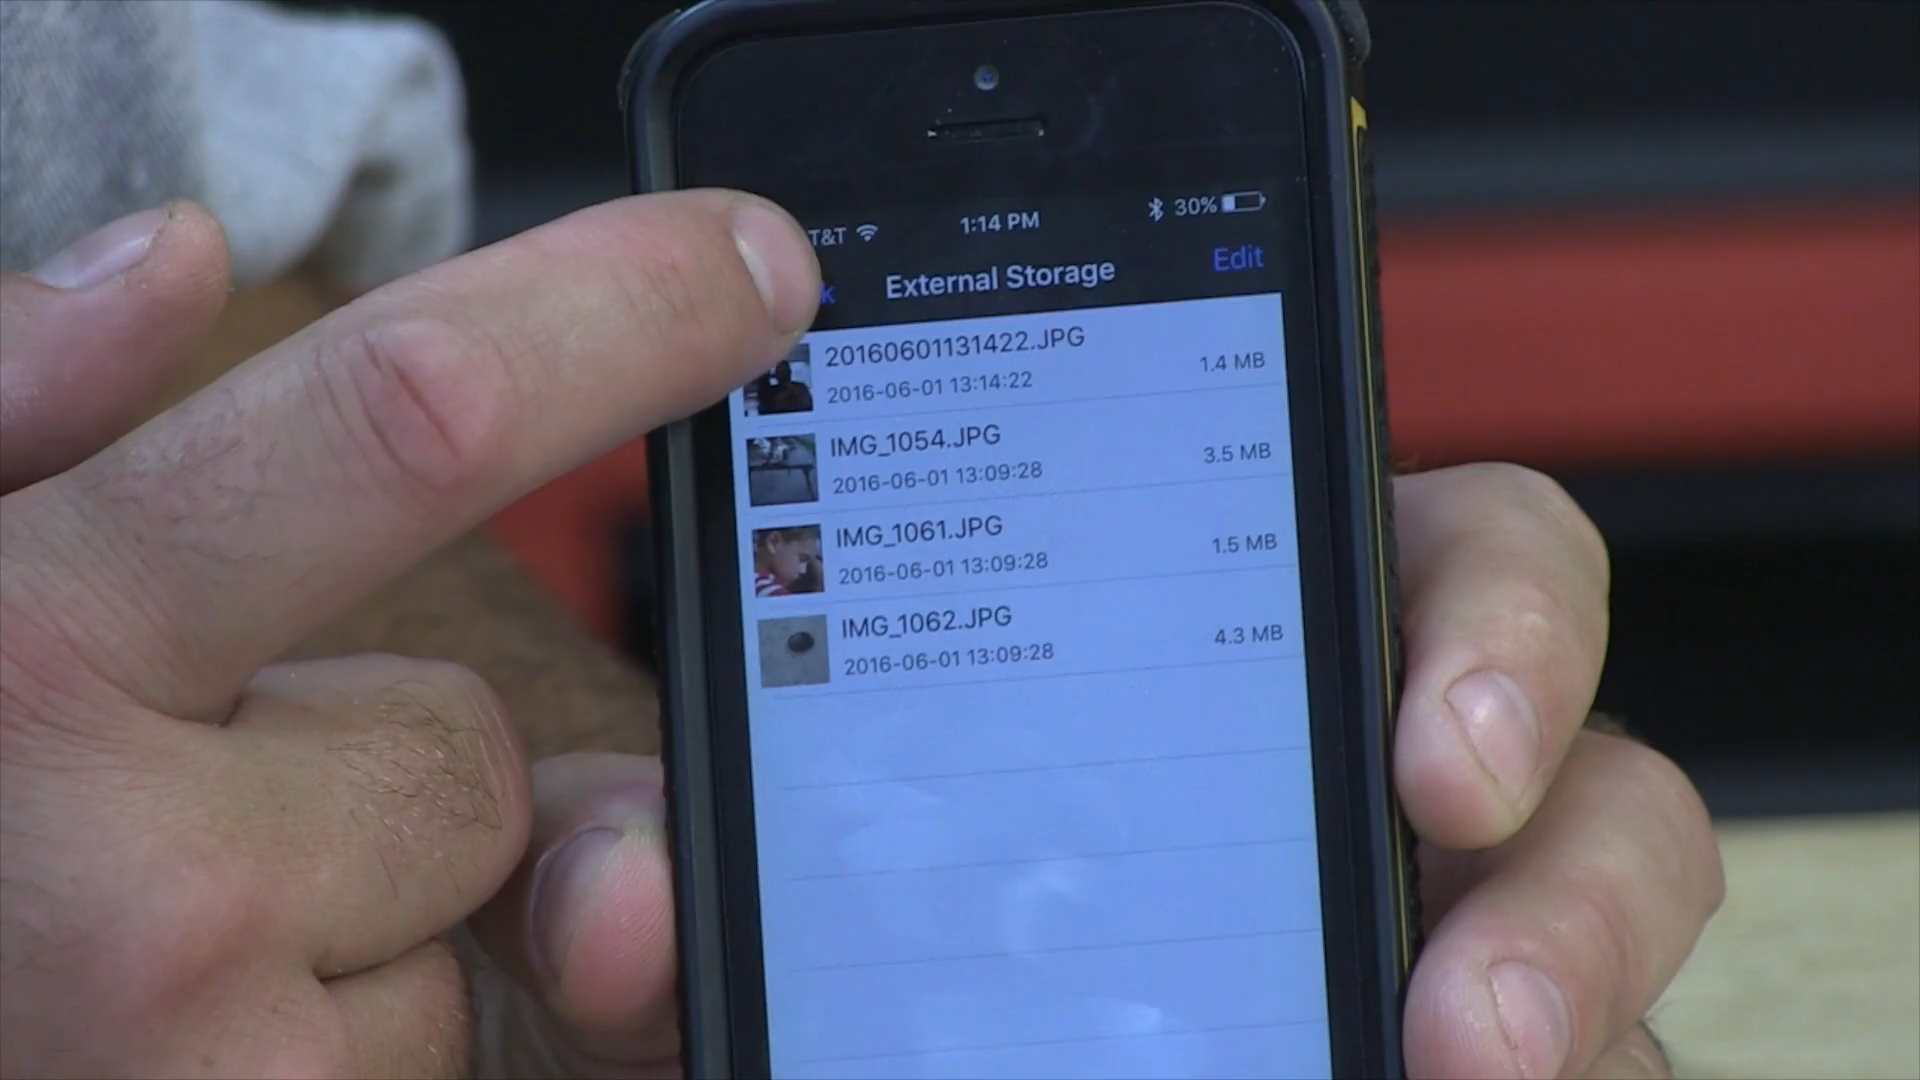 T&T 1:14 PM 30%
k External Storage Edit
20160601131422.JPG
2016-06-01 13:14:22 1.4 MB
IMG_1054.JPG
2016-06-01 13:09:28 3.5 MB
IMG_1061.JPG
2016-06-01 13:09:28 1.5 MB
IMG_1062.JPG
2016-06-01 13:09:28 4.3 MB